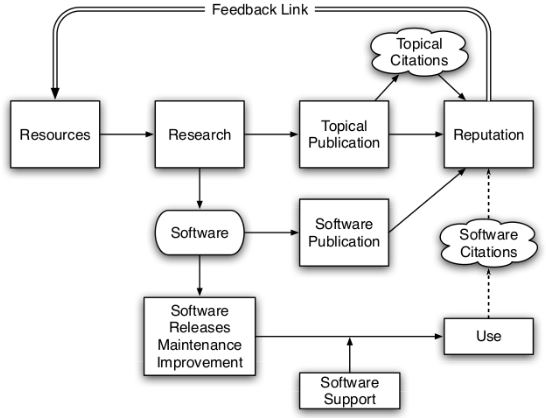 Feedback Link
Topical
Citations
Resources
Research
Topical
Publication
Reputation
Software
Software
Publication
Software
Citations
Software
Releases
Maintenance
Improvement
Use
Software
Support